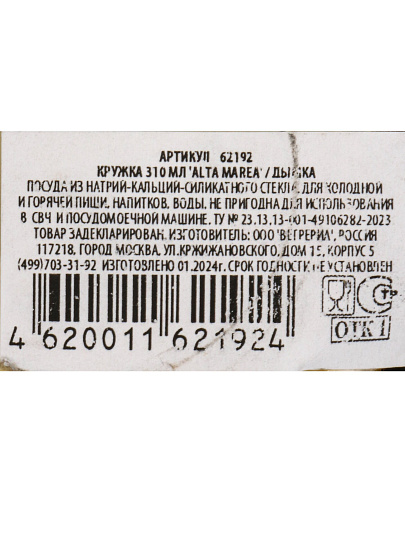 АРТИКУЛ 62192
КРУЖКА 310 МЛ 'ALTA MAREA' / ДЫМКА
ПОСУДА ИЗ НАТРИЙ-КАЛЬЦИЙ-СИЛИКАТНОГО СТЕКЛА ДЛЯ ХОЛОДНОЙ
И ГОРЯЧЕЙ ПИЩИ, НАПИТКОВ, ВОДЫ. НЕ ПРИГОДНА ДЛЯ ИСПОЛЬЗОВАНИЯ
В СВЧ И ПОСУДОМОЕЧНОЙ МАШИНЕ. ТУ № 23.13.13-001-49106282-2023
ТОВАР ЗАДЕКЛАРИРОВАН. ИЗГОТОВИТЕЛЬ: ООО 'ВЕГРЕРИЛ', РОССИЯ
117218, ГОРОД МОСКВА, УЛ.КРЖИЖАНОВСКОГО, ДОМ 15, КОРПУС 5
(499)703-31-92 ИЗГОТОВЛЕНО 01.2024г. СРОК ГОДНОСТИ НЕ УСТАНОВЛЕН
4 620011 621924
ОТК 1